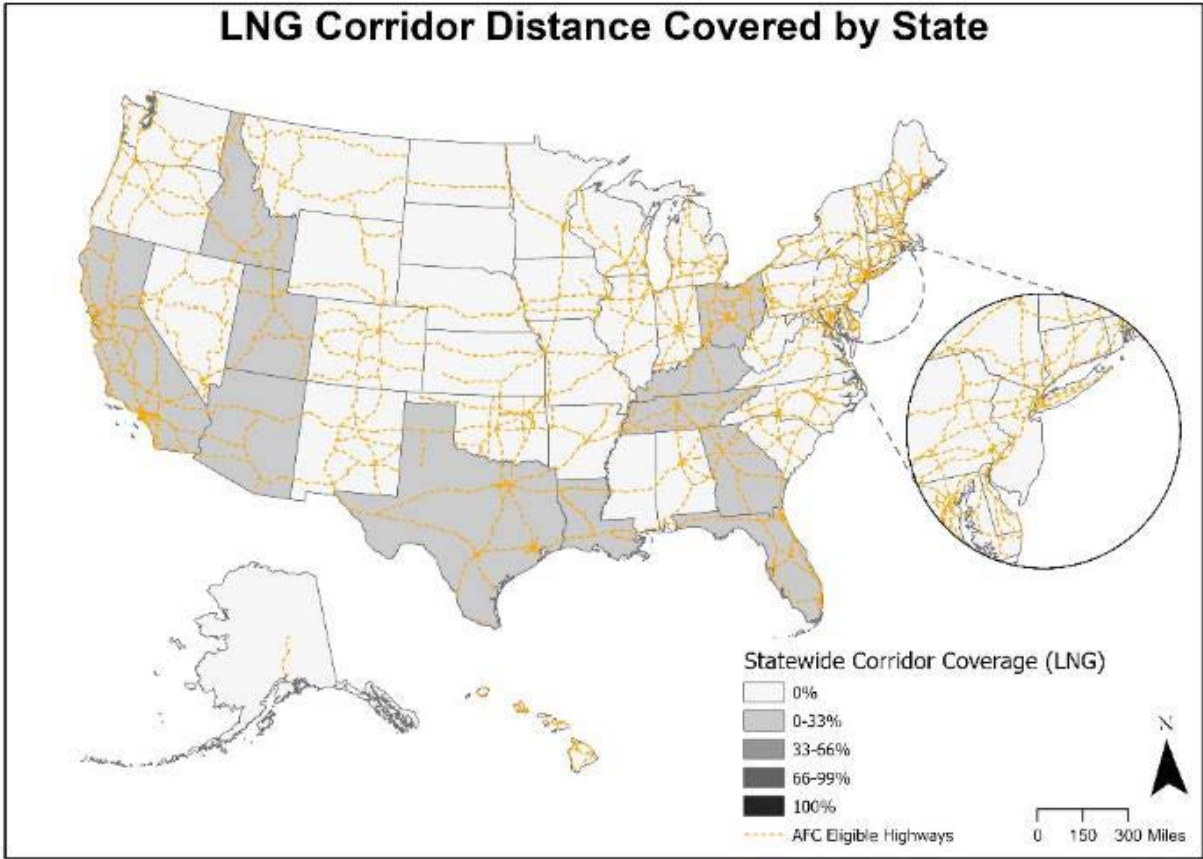 LNG Corridor Distance Covered by State
Statewide Corridor Coverage (LNG)
0%
0-33%
33-66%
66-99%
100%
AFC Eligible Highways
N
0 150 300 Miles